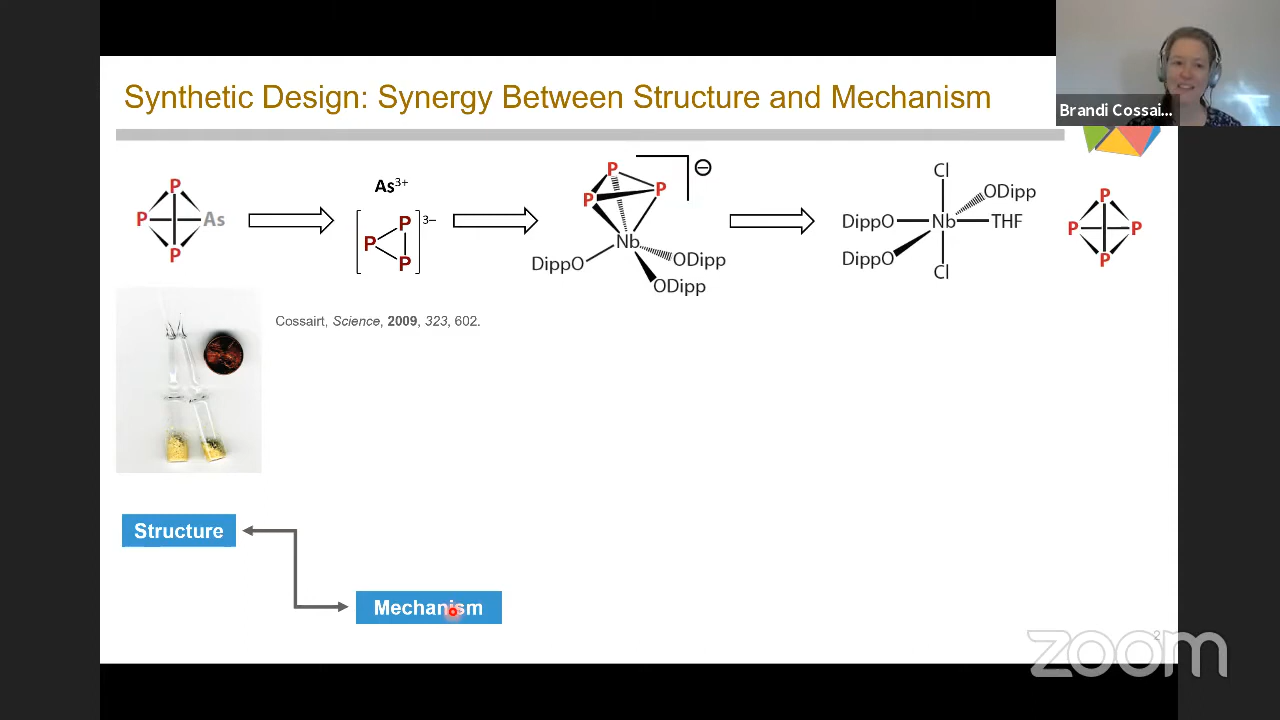 Synthetic Design: Synergy Between Structure and Mechanism
Brandi Cossai...
P
P
As
P
As3+
[P P P]3−
P
P
P
⊖
Nb
DippO
ODipp
ODipp
Cl
ODipp
DippO
Nb
THF
DippO
Cl
P
P
P
P
Cossairt, Science, 2009, 323, 602.
Structure
Mechanism
2
zoom